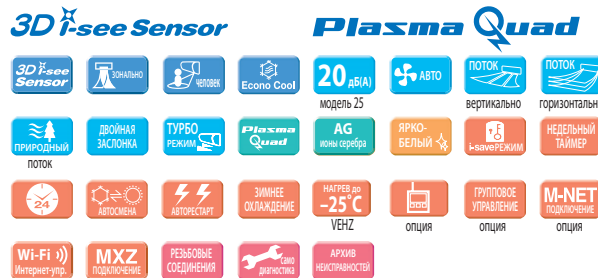 3D i-see Sensor
Plasma Quad
3D i-see
Sensor
ЗОНАЛЬНО
ЧЕЛОВЕК
Econo Cool
20 дБ(А)
модель 25
АВТО
ПОТОК
вертикально
ПОТОК
горизонтальн
ПРИРОДНЫЙ
поток
ДВОЙНАЯ
ЗАСЛОНКА
ТУРБО
РЕЖИМ
Plasma
Quad
AG
ионы серебра
ЯРКО-
БЕЛЫЙ
i-save РЕЖИМ
НЕДЕЛЬНЫЙ
ТАЙМЕР
24
АВТОСМЕНА
АВТОРЕСТАРТ
ЗИМНЕЕ
ОХЛАЖДЕНИЕ
НАГРЕВ до
–25°C
VEHZ
опция
ГРУППОВОЕ
УПРАВЛЕНИЕ
опция
M-NET
ПОДКЛЮЧЕНИЕ
опция
Wi-Fi
Интернет-упр.
MXZ
ПОДКЛЮЧЕНИЕ
РЕЗЬБОВЫЕ
СОЕДИНЕНИЯ
само
диагностика
АРХИВ
НЕИСПРАВНОСТЕЙ